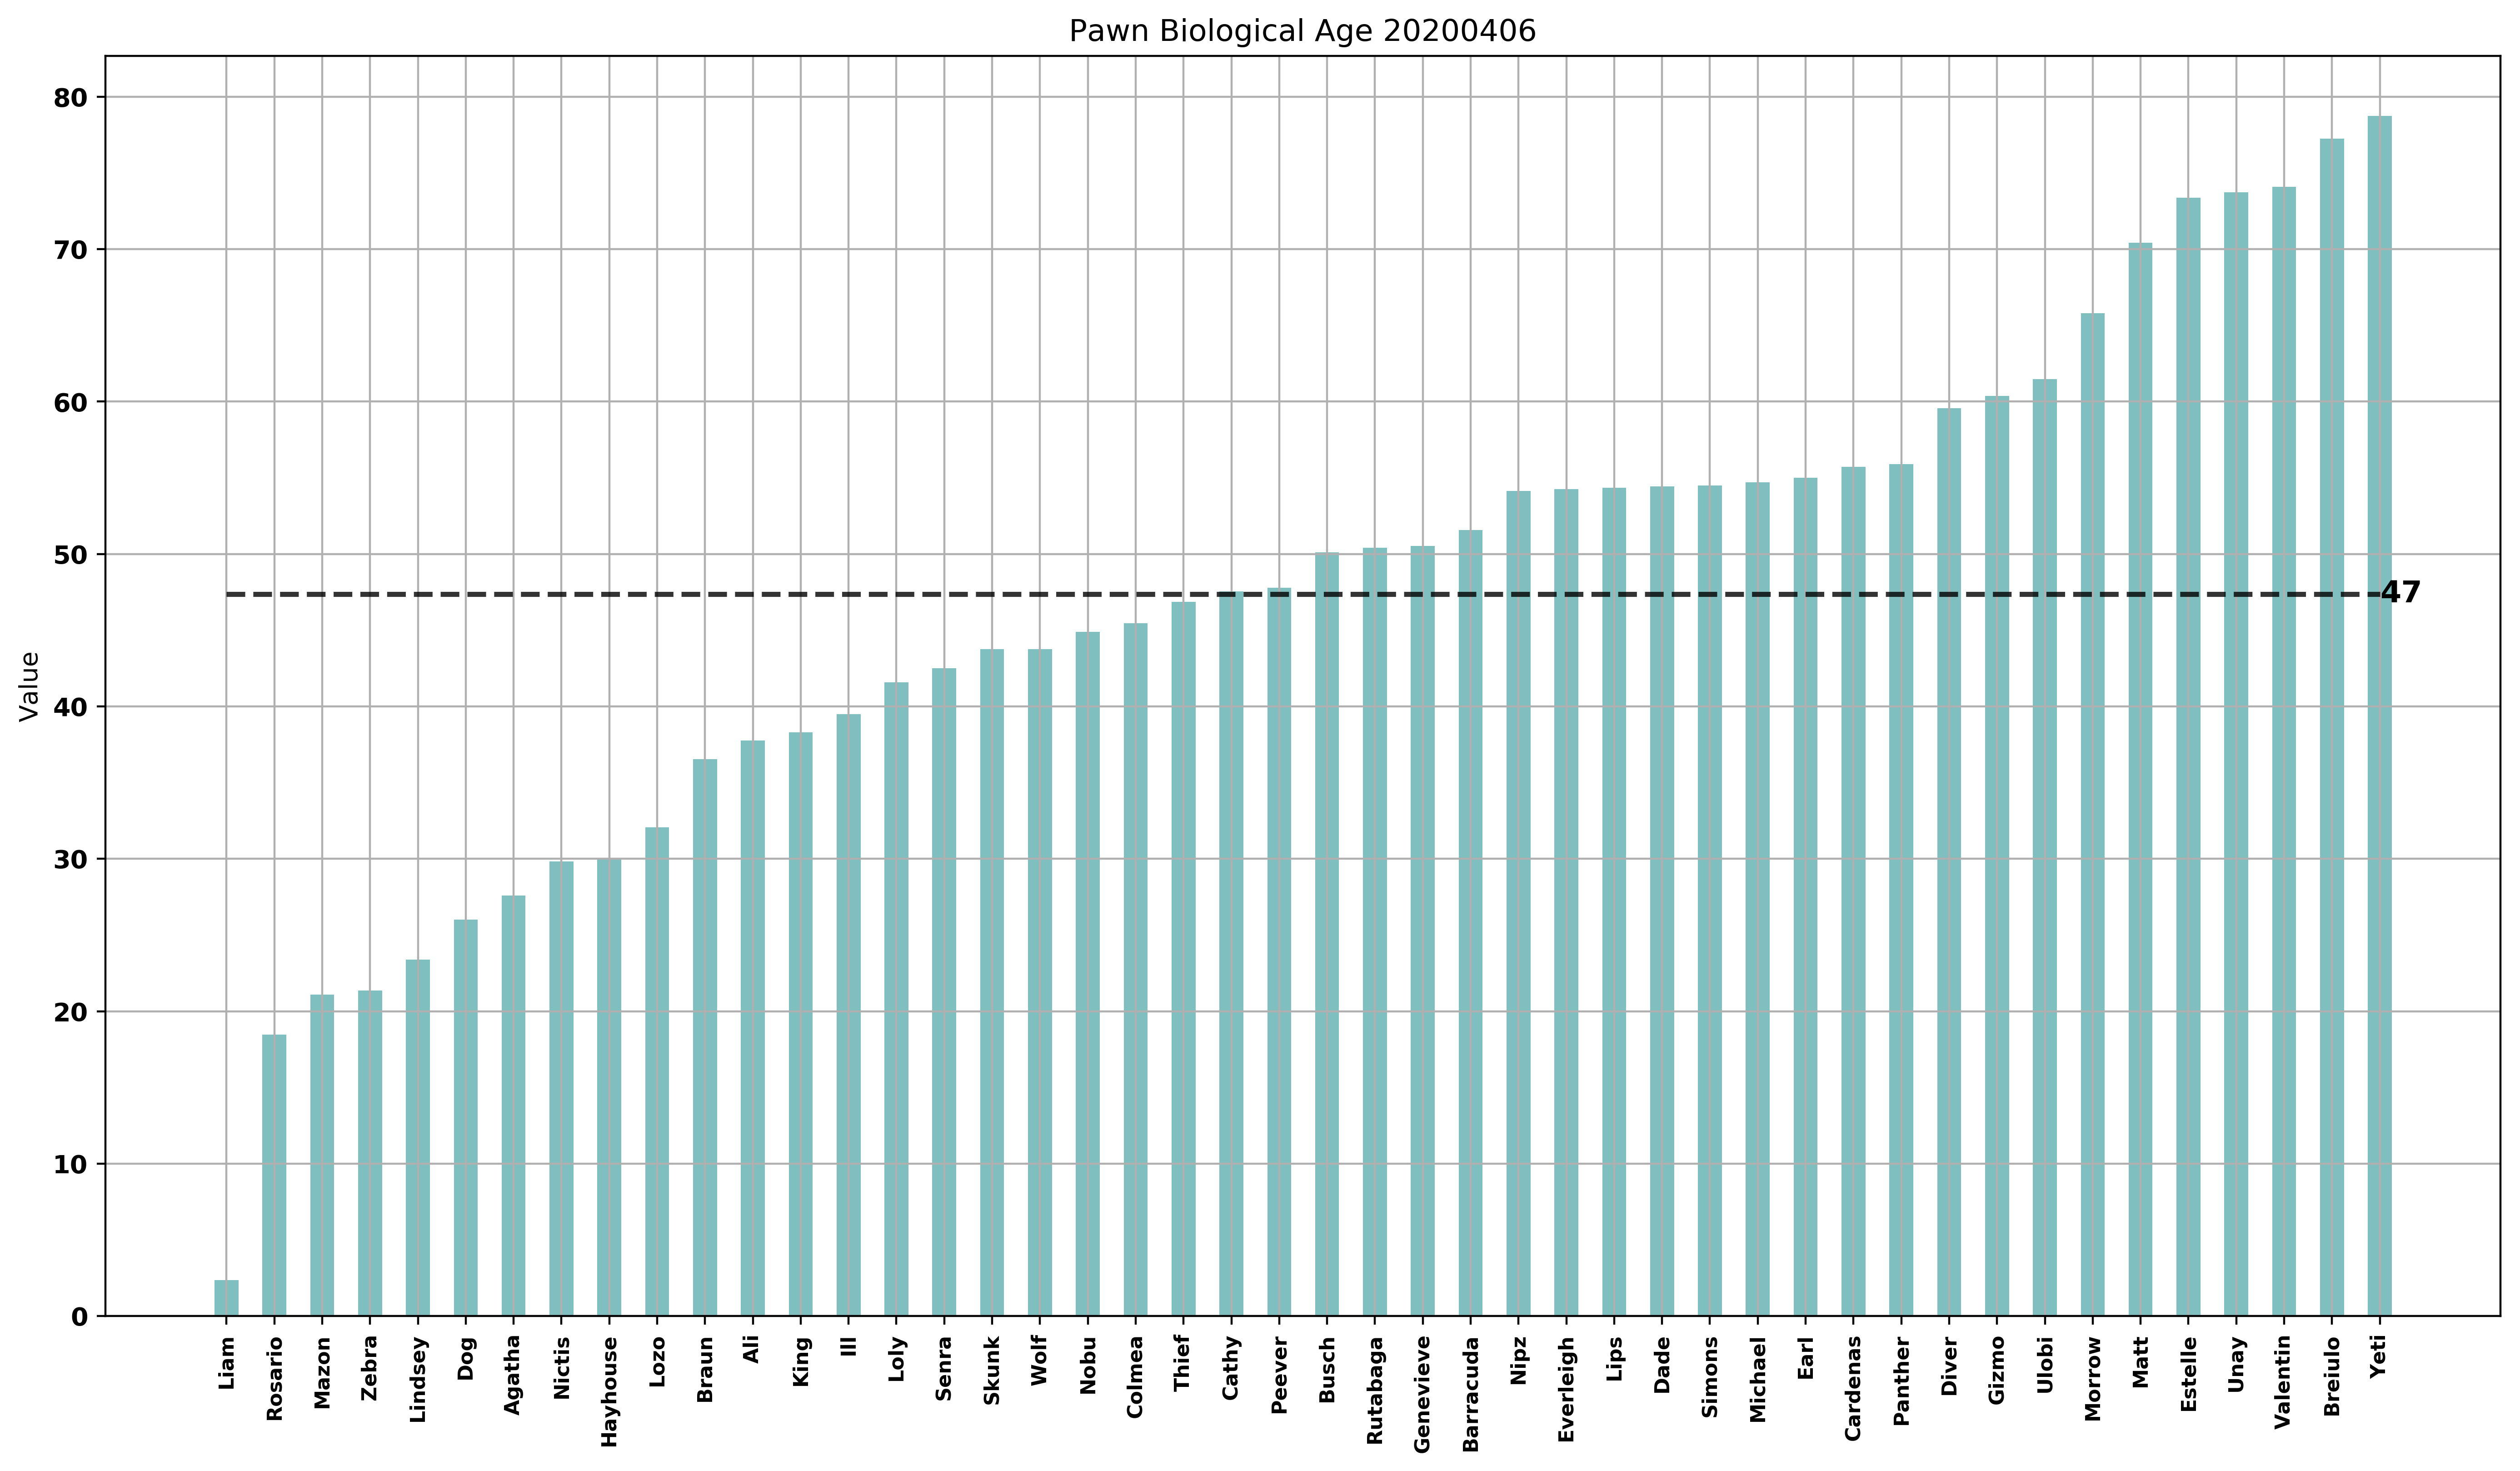 Pawn Biological Age 20200406
80
70
60
50
40
30
20
10
0
Value
47
Liam
Rosario
Mazon
Zebra
Lindsey
Dog
Agatha
Nictis
Hayhouse
Lozo
Braun
Ali
King
Ill
Loly
Senra
Skunk
Wolf
Nobu
Colmea
Thief
Cathy
Peever
Busch
Rutabaga
Genevieve
Barracuda
Nipz
Everleigh
Lips
Dade
Simons
Michael
Earl
Cardenas
Panther
Diver
Gizmo
Ulobi
Morrow
Matt
Estelle
Unay
Valentin
Breiulo
Yeti